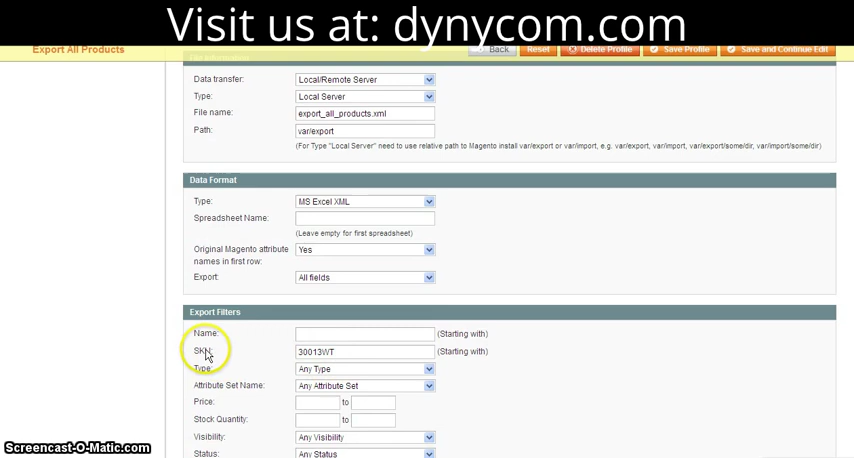 Visit us at: dynycom.com
Export All Products
Back Reset Delete Profile Save Profile Save and Continue Edit
Data transfer: Local/Remote Server
Type: Local Server
File name: export_all_products.xml
Path: var/export
(For Type "Local Server" need to use relative path to Magento install var/export or var/import, e.g. var/export, var/import, var/export/some/dir, var/import/some/dir)
Data Format
Type: MS Excel XML
Spreadsheet Name:
(Leave empty for first spreadsheet)
Original Magento attribute Yes
names in first row:
Export: All fields
Export Filters
Name: (Starting with)
SKU: 30013WT (Starting with)
Type: Any Type
Attribute Set Name: Any Attribute Set
Price: to
Stock Quantity: to
Visibility: Any Visibility
Status: Any Status
Screencast-O-Matic.com